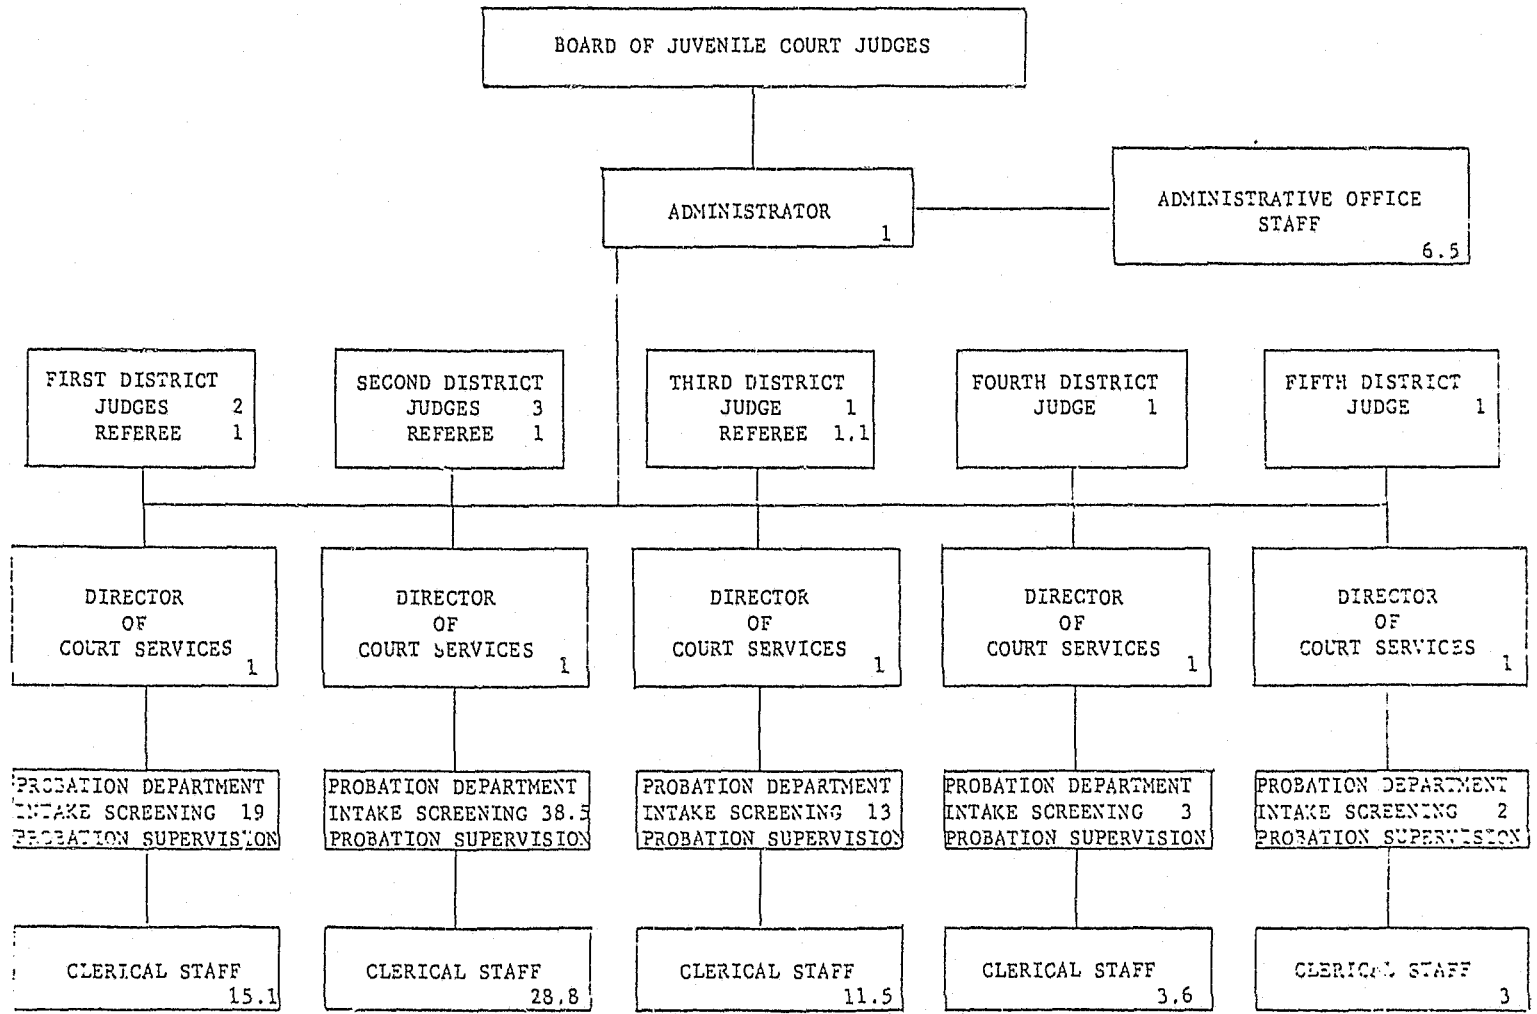 BOARD OF JUVENILE COURT JUDGES
ADMINISTRATOR
1
ADMINISTRATIVE OFFICE
STAFF
6.5
FIRST DISTRICT
JUDGES 2
REFEREE 1
SECOND DISTRICT
JUDGES 3
REFEREE 1
THIRD DISTRICT
JUDGE 1
REFEREE 1.1
FOURTH DISTRICT
JUDGE 1
FIFTH DISTRICT
JUDGE 1
DIRECTOR
OF
COURT SERVICES
1
DIRECTOR
OF
COURT SERVICES
1
DIRECTOR
OF
COURT SERVICES
1
DIRECTOR
OF
COURT SERVICES
1
DIRECTOR
OF
COURT SERVICES
1
PROBATION DEPARTMENT
INTAKE SCREENING 19
PROBATION SUPERVISION
PROBATION DEPARTMENT
INTAKE SCREENING 38.5
PROBATION SUPERVISION
PROBATION DEPARTMENT
INTAKE SCREENING 13
PROBATION SUPERVISION
PROBATION DEPARTMENT
INTAKE SCREENING 3
PROBATION SUPERVISION
PROBATION DEPARTMENT
INTAKE SCREENING 2
PROBATION SUPERVISION
CLERICAL STAFF
15.1
CLERICAL STAFF
28.8
CLERICAL STAFF
11.5
CLERICAL STAFF
3.6
CLERICAL STAFF
3